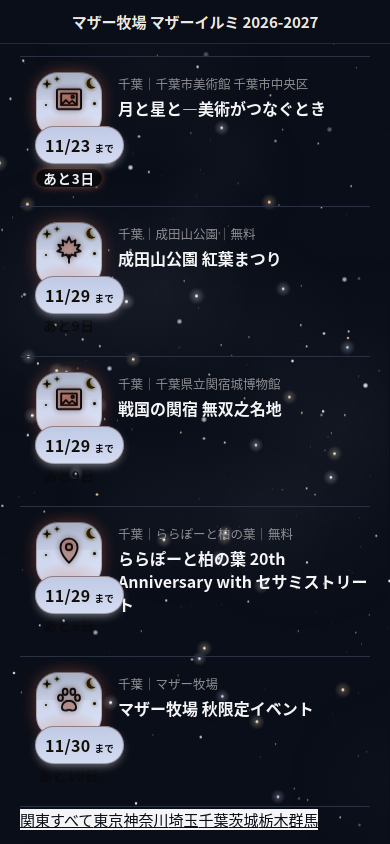 マザー牧場 マザーイルミ 2026-2027
千葉｜千葉市美術館 千葉市中央区
月と星と―美術がつなぐとき
11/23 まで
あと3日
千葉｜成田山公園｜無料
成田山公園 紅葉まつり
11/29 まで
あと9日
千葉｜千葉県立関宿城博物館
戦国の関宿 無双之名地
11/29 まで
千葉｜ららぽーと柏の葉｜無料
ららぽーと柏の葉 20th
Anniversary with セサミストリー
ト
11/29 まで
千葉｜マザー牧場
マザー牧場 秋限定イベント
11/30 まで
関東すべて東京神奈川埼玉千葉茨城栃木群馬